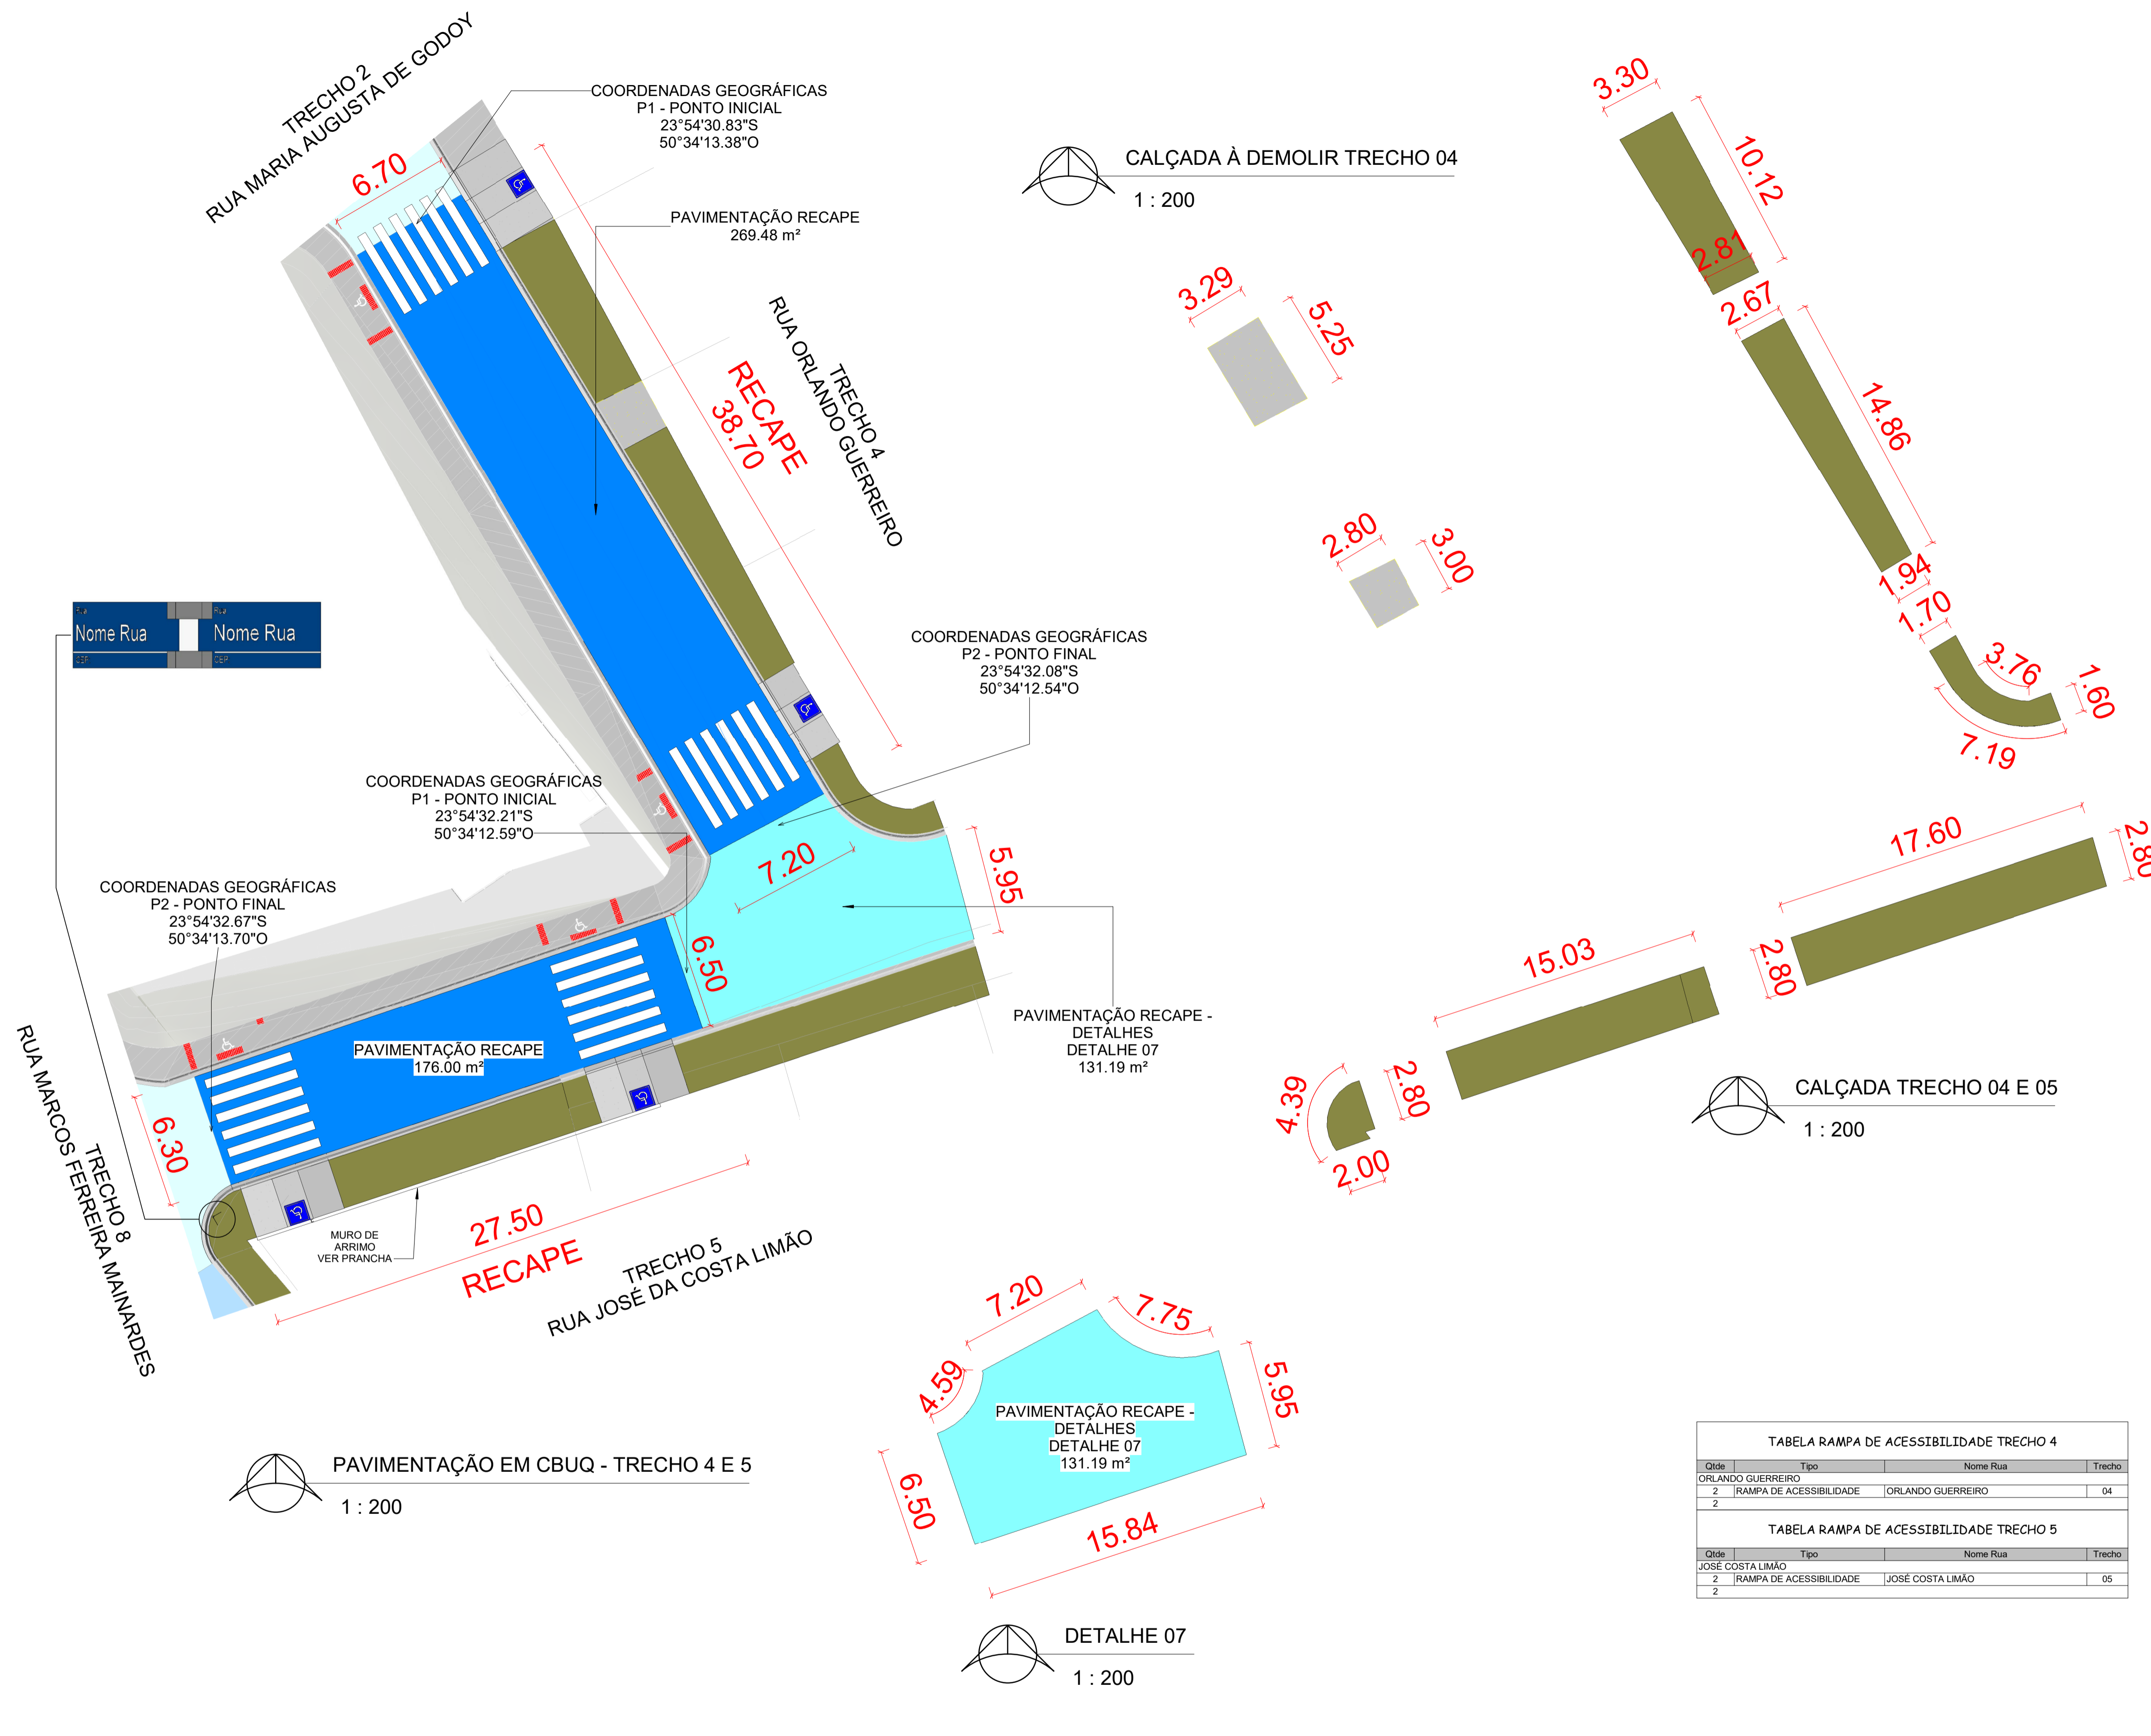 TRECHO 2
RUA MARIA AUGUSTA DE GODOY
COORDENADAS GEOGRÁFICAS
P1 - PONTO INICIAL
23°54'30.83"S
50°34'13.38"O
6.70
PAVIMENTAÇÃO RECAPE
269.48 m²
RECAPE
38.70
TRECHO 4
RUA ORLANDO GUERREIRO
Rua
Nome Rua
CEP
Rua
Nome Rua
CEP
COORDENADAS GEOGRÁFICAS
P2 - PONTO FINAL
23°54'32.08"S
50°34'12.54"O
COORDENADAS GEOGRÁFICAS
P1 - PONTO INICIAL
23°54'32.21"S
50°34'12.59"O
7.20
5.95
COORDENADAS GEOGRÁFICAS
P2 - PONTO FINAL
23°54'32.67"S
50°34'13.70"O
6.50
PAVIMENTAÇÃO RECAPE -
DETALHES
DETALHE 07
131.19 m²
PAVIMENTAÇÃO RECAPE
176.00 m²
6.30
TRECHO 8
RUA MARCOS FERREIRA MAINARDES
MURO DE
ARRIMO
VER PRANCHA
27.50
RECAPE
TRECHO 5
RUA JOSÉ DA COSTA LIMÃO
PAVIMENTAÇÃO EM CBUQ - TRECHO 4 E 5
1 : 200
CALÇADA À DEMOLIR TRECHO 04
1 : 200
3.29
5.25
2.80
3.00
3.30
10.12
2.81
2.67
14.86
1.94
1.70
3.76
1.60
7.19
17.60
2.80
2.80
15.03
2.80
4.39
2.00
CALÇADA TRECHO 04 E 05
1 : 200
7.20
7.75
4.59
5.95
PAVIMENTAÇÃO RECAPE -
DETALHES
DETALHE 07
131.19 m²
6.50
15.84
DETALHE 07
1 : 200
TABELA RAMPA DE ACESSIBILIDADE TRECHO 4
Qtde Tipo Nome Rua Trecho
ORLANDO GUERREIRO
2 RAMPA DE ACESSIBILIDADE ORLANDO GUERREIRO 04
2
TABELA RAMPA DE ACESSIBILIDADE TRECHO 5
Qtde Tipo Nome Rua Trecho
JOSÉ COSTA LIMÃO
2 RAMPA DE ACESSIBILIDADE JOSÉ COSTA LIMÃO 05
2